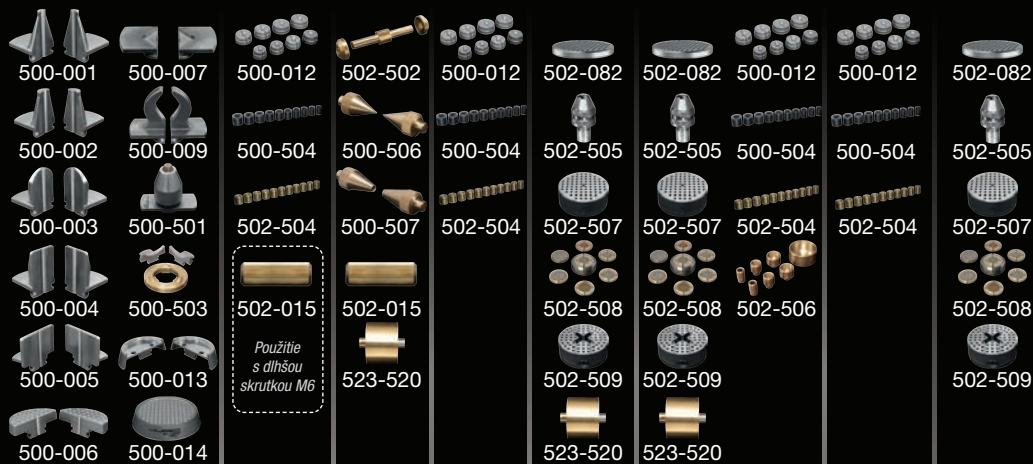 500-001 500-007 500-012 502-502 500-012 502-082 502-082 500-012 500-012 502-082
500-002 500-009 500-504 500-506 500-504 502-505 502-505 500-504 500-504 502-505
500-003 500-501 502-504 500-507 502-504 502-507 502-507 502-504 502-504 502-507
500-004 500-503 502-015 502-015 502-508 502-508 502-506 502-508
Použitie
s dlhšou
skrutkou M6
500-005 500-013 523-520 502-509 502-509 502-509
500-006 500-014 523-520 523-520